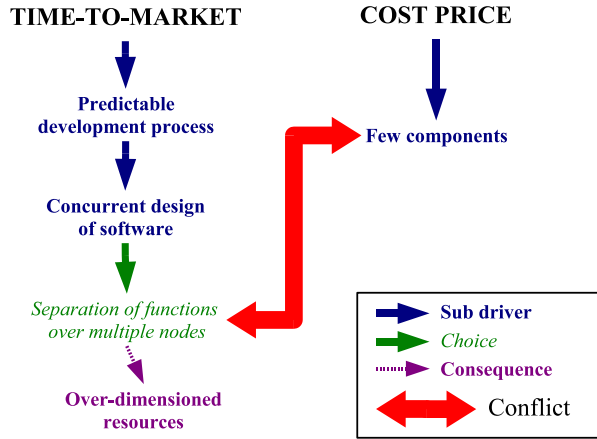 TIME-TO-MARKET
Predictable
development process
Concurrent design
of software
Separation of functions
over multiple nodes
Over-dimensioned
resources
COST PRICE
Few components
Sub driver
Choice
Consequence
Conflict